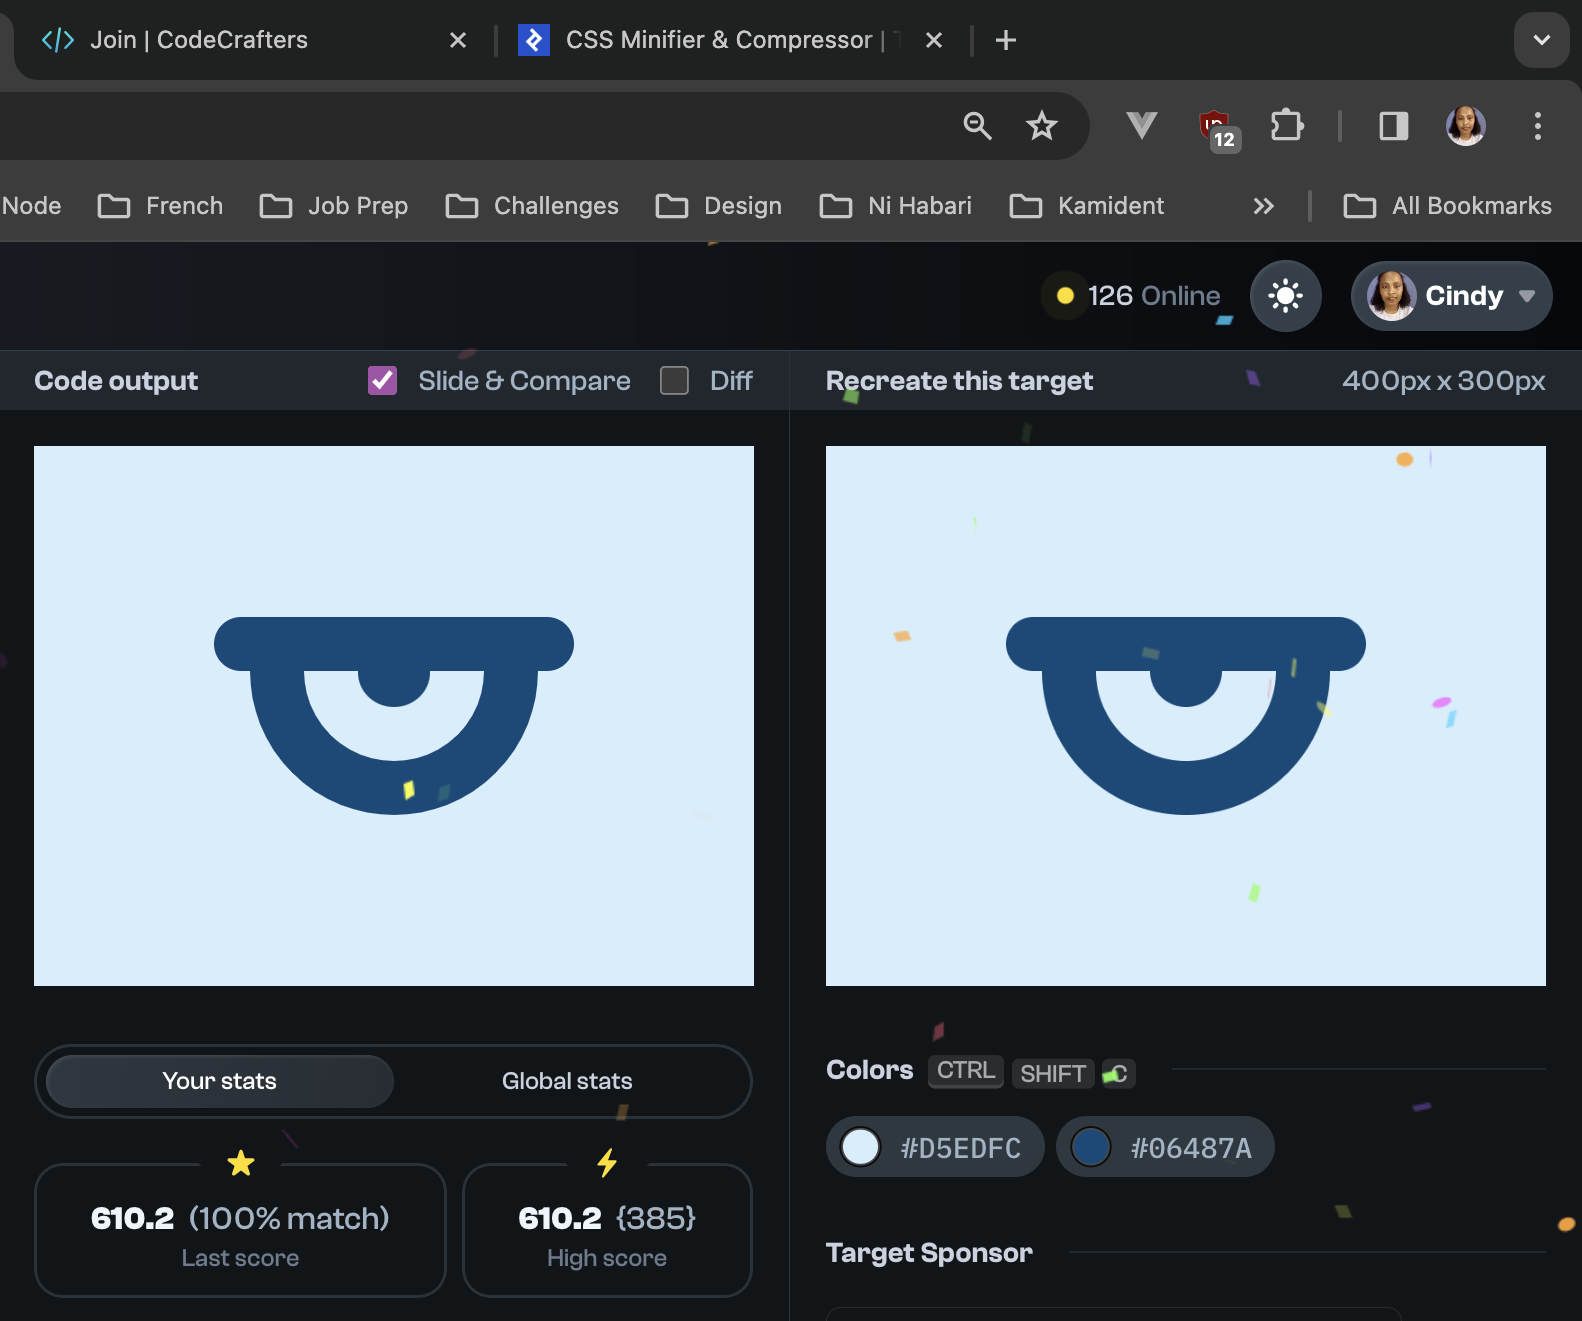 Join | CodeCrafters
CSS Minifier & Compressor |
12
Node French Job Prep Challenges Design Ni Habari Kamident All Bookmarks
126 Online Cindy
Code output Slide & Compare Diff Recreate this target 400px x 300px
Your stats Global stats
Colors CTRL SHIFT C
#D5EDFC #06487A
610.2 (100% match) 610.2 {385}
Last score High score
Target Sponsor